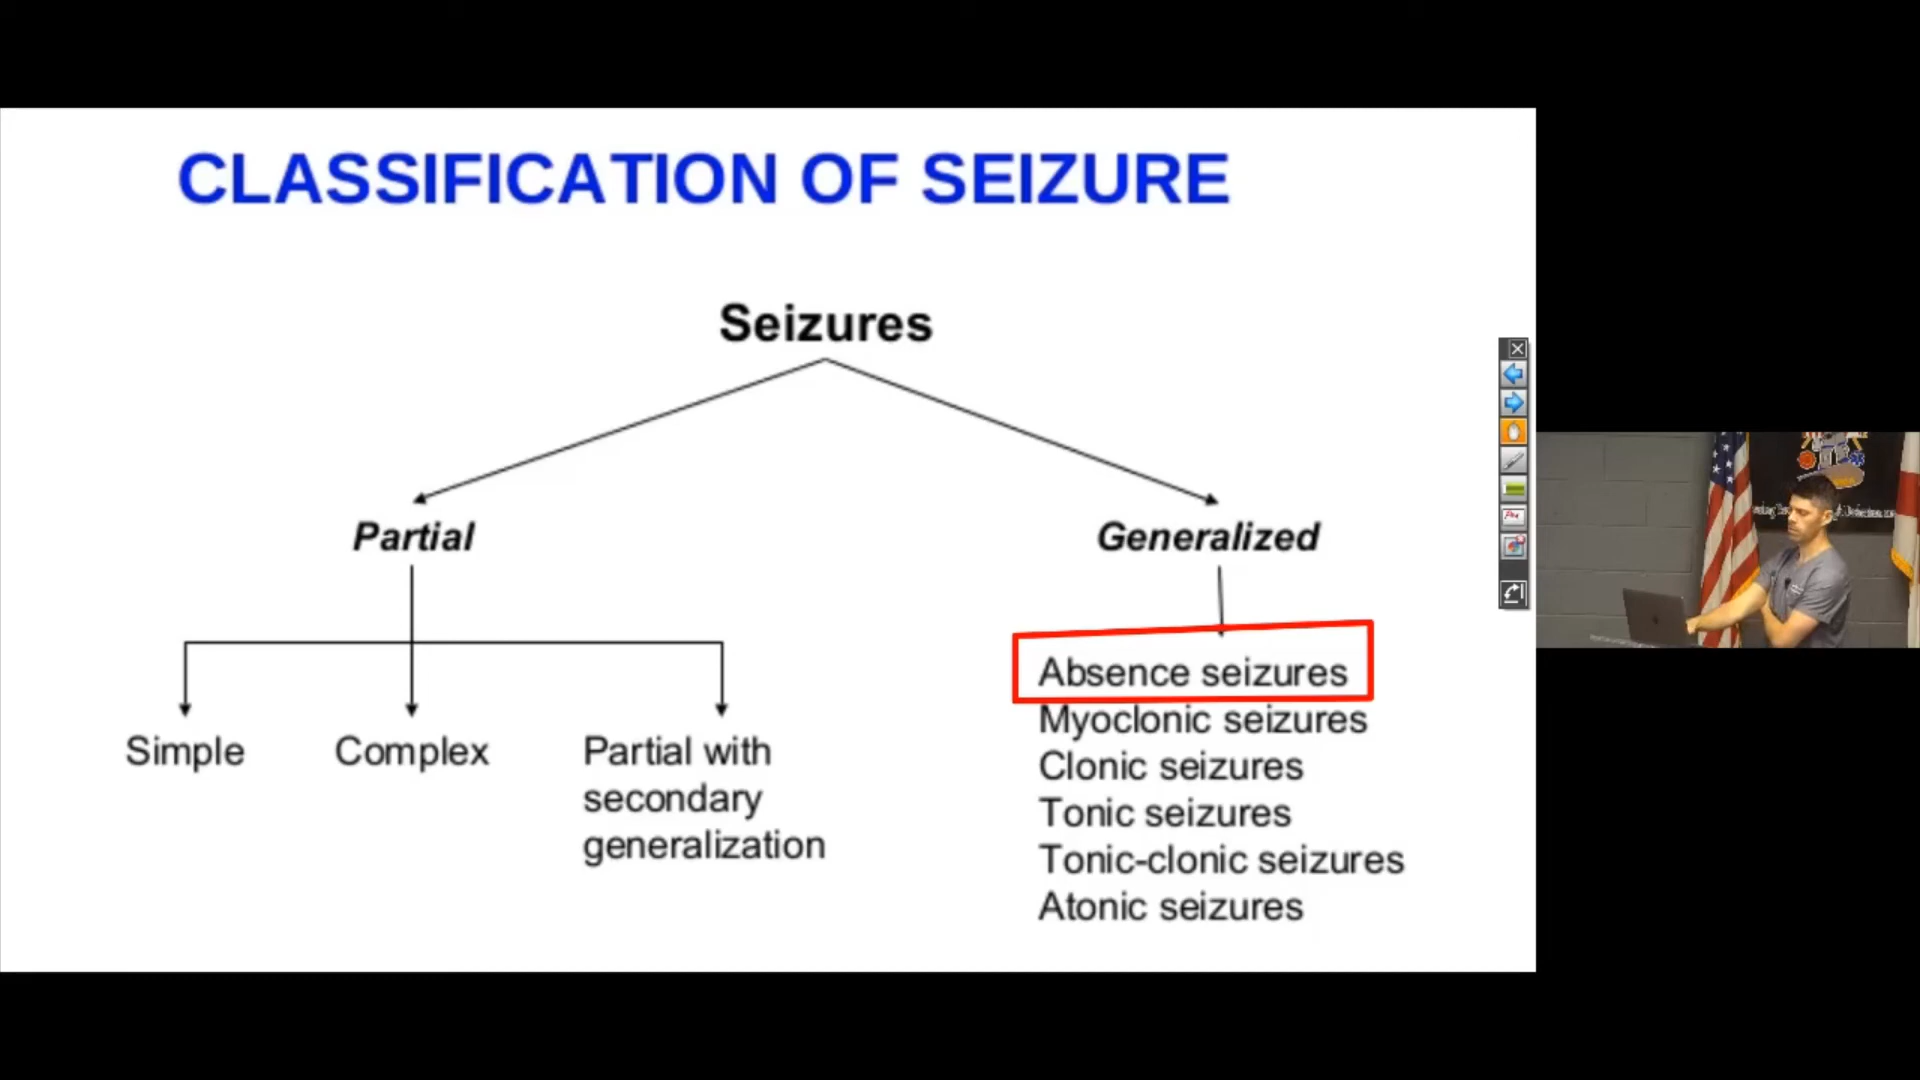 CLASSIFICATION OF SEIZURE
Seizures
Partial
Generalized
Simple
Complex
Partial with
secondary
generalization
Absence seizures
Myoclonic seizures
Clonic seizures
Tonic seizures
Tonic-clonic seizures
Atonic seizures